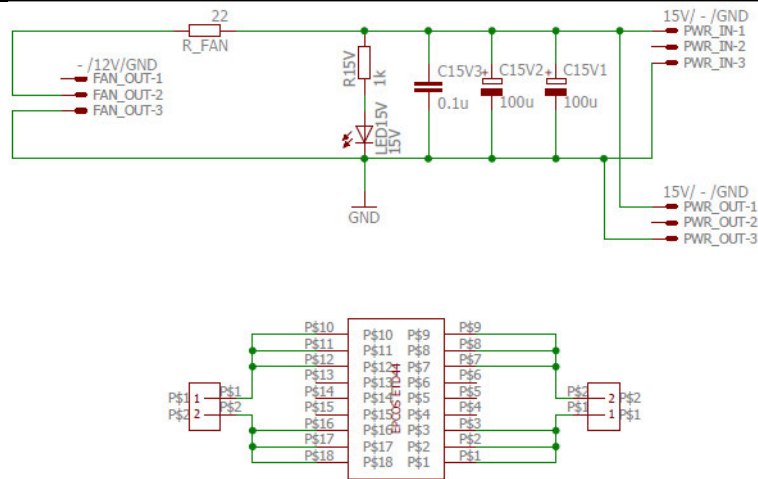 22
R_FAN
15V/ - /GND
PWR_IN-1
PWR_IN-2
PWR_IN-3
- /12V/GND
FAN_OUT-1
FAN_OUT-2
FAN_OUT-3
R15V
1k
C15V3
0.1u
+
C15V2
100u
+
C15V1
100u
LED15V
15V
GND
15V/ - /GND
PWR_OUT-1
PWR_OUT-2
PWR_OUT-3
P$10 P$10 P$9 P$9
P$11 P$11 P$8 P$8
P$12 P$12 P$7 P$7
P$13 P$13 P$6 P$6
P$14 P$14 P$5 P$5
P$15 P$15 P$4 P$4
P$16 P$16 P$3 P$3
P$17 P$17 P$2 P$2
P$18 P$18 P$1 P$1
EPCOS ETD44
P$1 1 P$1
P$2 2 P$2
P$2 2 P$2
P$1 1 P$1